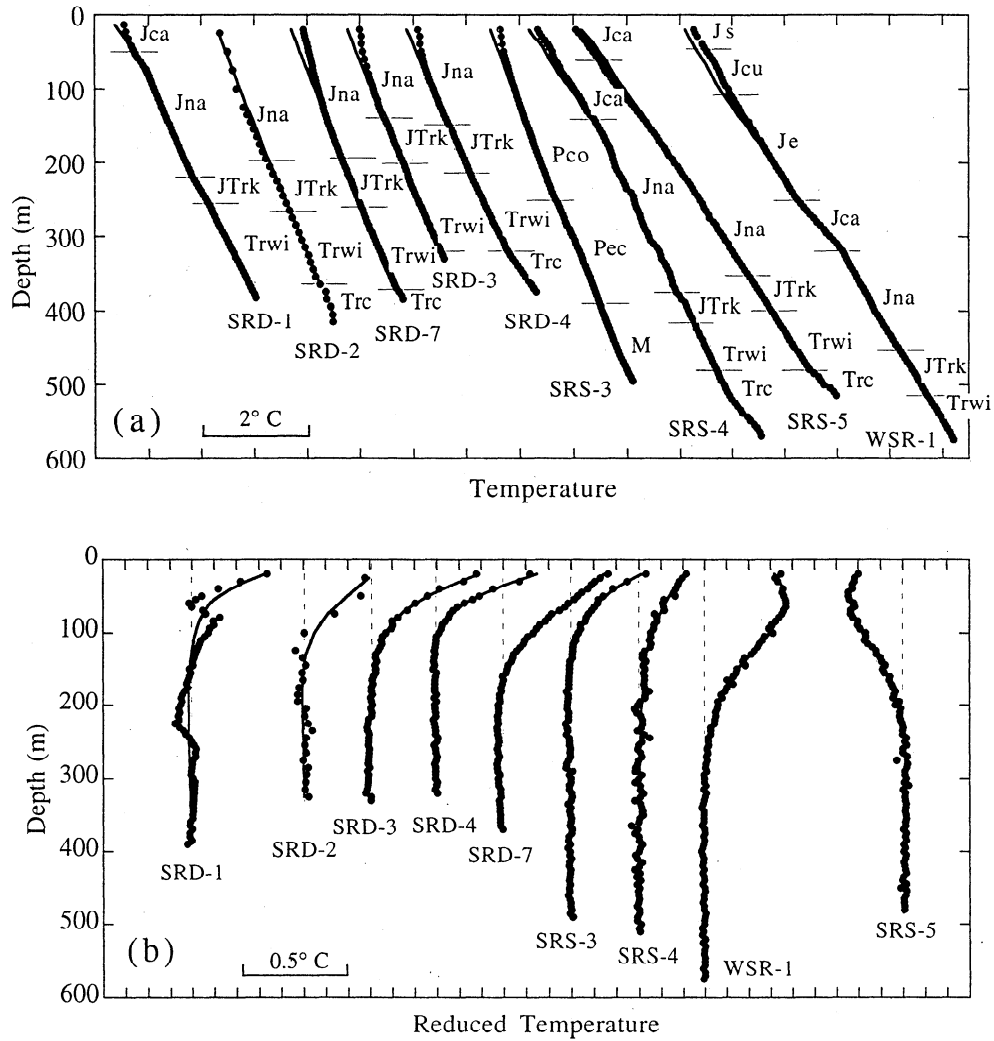 0
100
200
300
400
500
600
Depth (m)
Jca
Jna
JTrk
Trwi
SRD-1
Jna
JTrk
Trwi
Trc
SRD-2
Jna
JTrk
Trwi
Trc
SRD-7
Jna
JTrk
Trwi
SRD-3
Jna
JTrk
Trwi
Trc
SRD-4
Pco
Pec
M
SRS-3
Jca
Jna
JTrk
Trwi
Trc
SRS-4
Jca
Jna
JTrk
Trwi
Trc
SRS-5
Js
Jcu
Je
Jca
Jna
JTrk
Trwi
WSR-1
(a)
2° C
Temperature
0
100
200
300
400
500
600
Depth (m)
SRD-1
SRD-2
SRD-3
SRD-4
SRD-7
SRS-3
SRS-4
WSR-1
SRS-5
(b)
0.5° C
Reduced Temperature